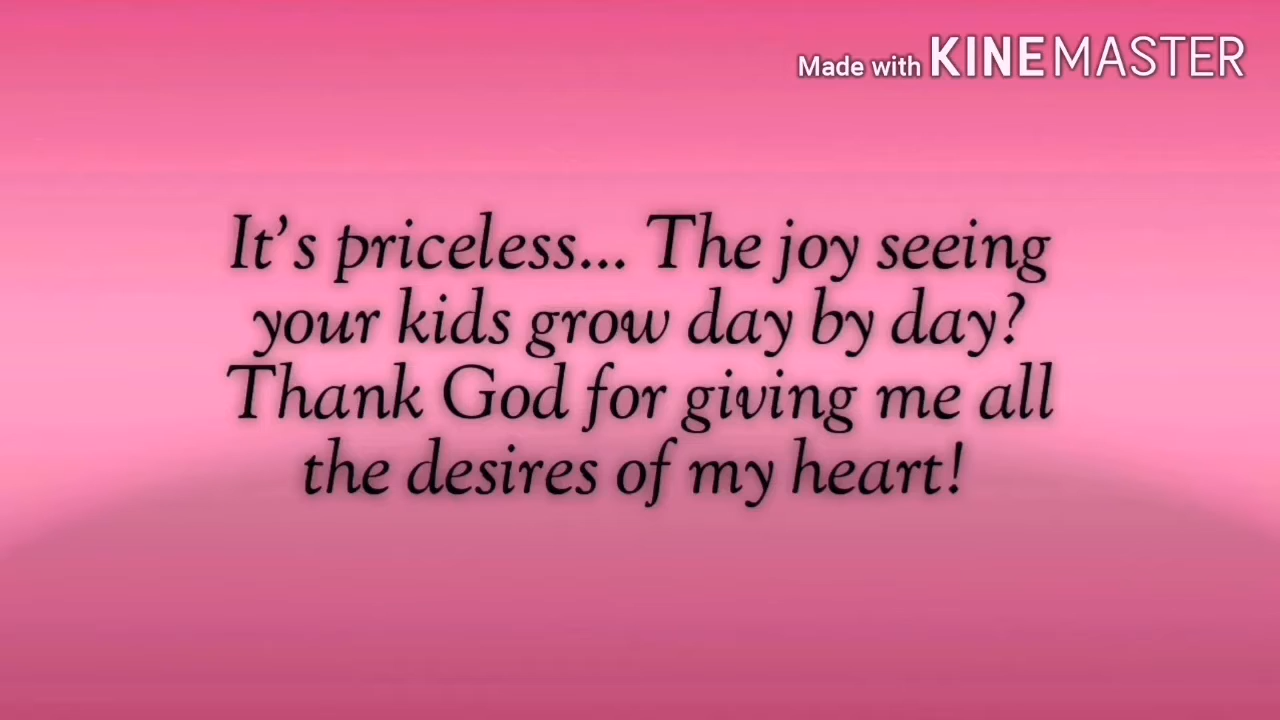 Made with KINEMASTER
It's priceless... The joy seeing
your kids grow day by day?
Thank God for giving me all
the desires of my heart!